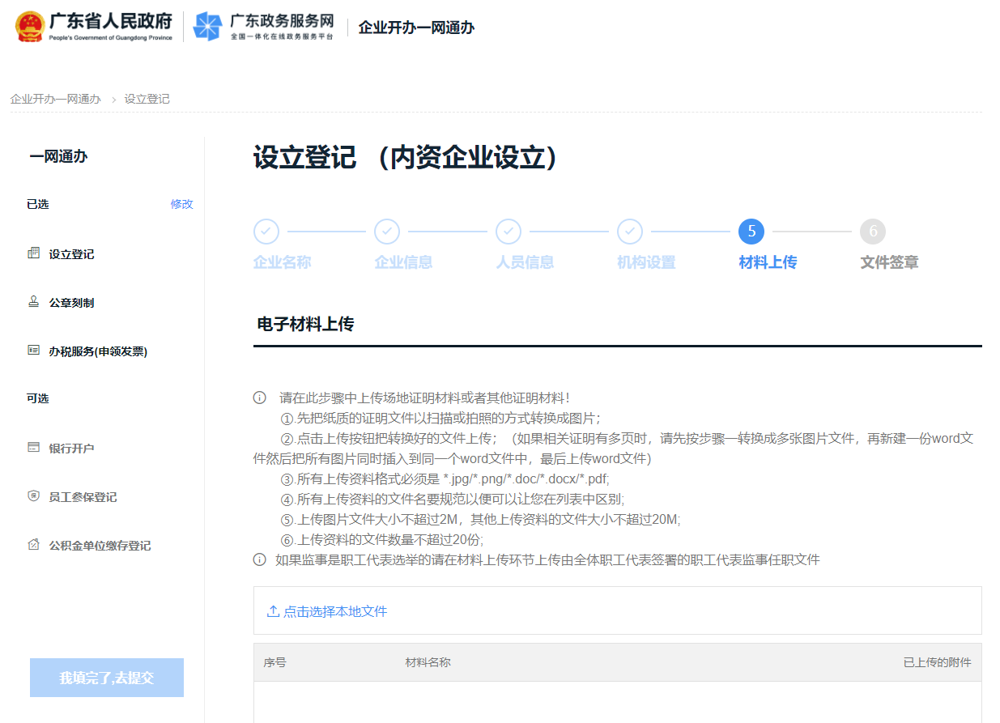 广东省人民政府
People's Government of Guangdong Province
广东政务服务网
全国一体化在线政务服务平台
企业开办一网通办
企业开办一网通办 > 设立登记
一网通办
已选 修改
设立登记
公章刻制
办税服务(申领发票)
可选
银行开户
员工参保登记
公积金单位缴存登记
我填完了,去提交
设立登记 （内资企业设立）
5 6
企业名称 企业信息 人员信息 机构设置 材料上传 文件签章
电子材料上传
请在此步骤中上传场地证明材料或者其他证明材料！
①.先把纸质的证明文件以扫描或拍照的方式转换成图片；
②.点击上传按钮把转换好的文件上传；（如果相关证明有多页时，请先按步骤一转换成多张图片文件，再新建一份word文
件然后把所有图片同时插入到同一个word文件中，最后上传word文件）
③.所有上传资料格式必须是 *.jpg/*.png/*.doc/*.docx/*.pdf;
④.所有上传资料的文件名要规范以便可以让您在列表中区别;
⑤.上传图片文件大小不超过2M，其他上传资料的文件大小不超过20M;
⑥.上传资料的文件数量不超过20份;
如果监事是职工代表选举的请在材料上传环节上传由全体职工代表签署的职工代表监事任职文件
点击选择本地文件
序号 材料名称 已上传的附件